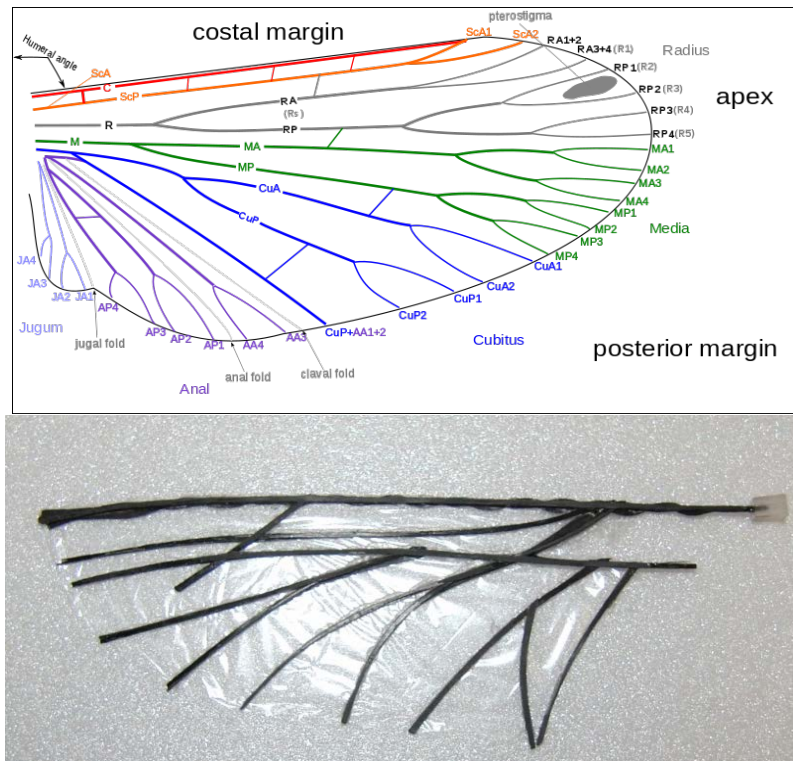 costal margin
pterostigma
ScA1
ScA2
RA1+2
RA3+4(R1)
Radius
RP1(R2)
RP2(R3)
apex
RP3(R4)
RP4(R5)
Humeral angle
ScA
C
ScP
RA
(Rs)
R
RP
M
MA
MP
MA1
MA2
MA3
MA4
MP1
MP2
MP3
MP4
Media
CuA
CuP
CuA1
CuA2
CuP1
CuP2
CuP+AA1+2
Cubitus
posterior margin
JA4
JA3
JA2
JA1
Jugum
jugal fold
AP4
AP3
AP2
AP1
AA4
AA3
anal fold
claval fold
Anal